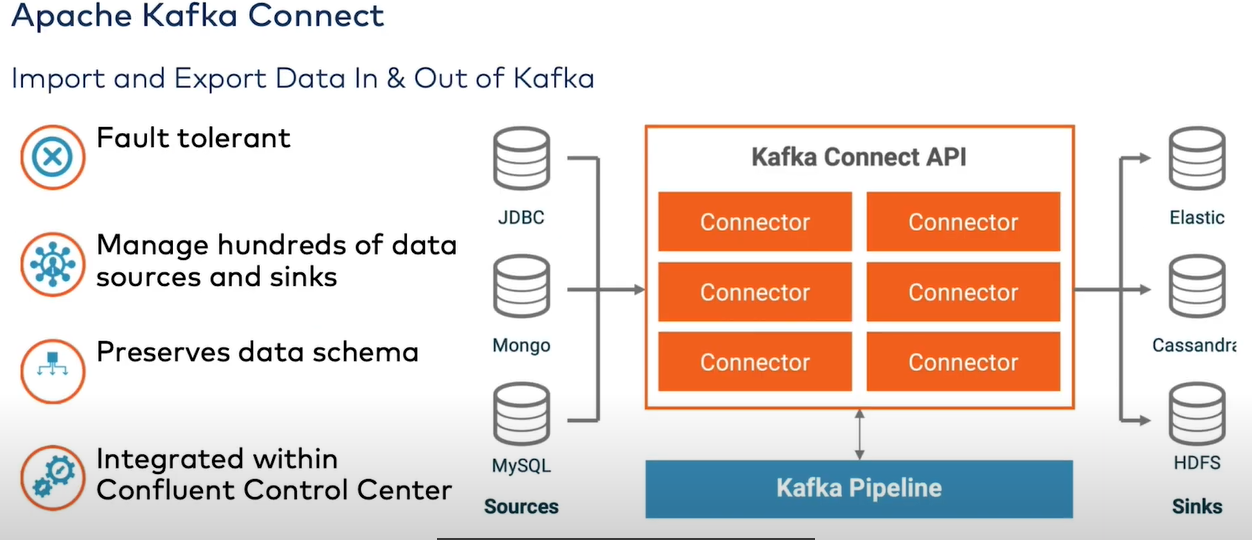 Apache Kafka Connect
Import and Export Data In & Out of Kafka
Fault tolerant
Manage hundreds of data
sources and sinks
Preserves data schema
Integrated within
Confluent Control Center
JDBC
Mongo
MySQL
Sources
Kafka Connect API
Connector Connector
Connector Connector
Connector Connector
Kafka Pipeline
Elastic
Cassandra
HDFS
Sinks